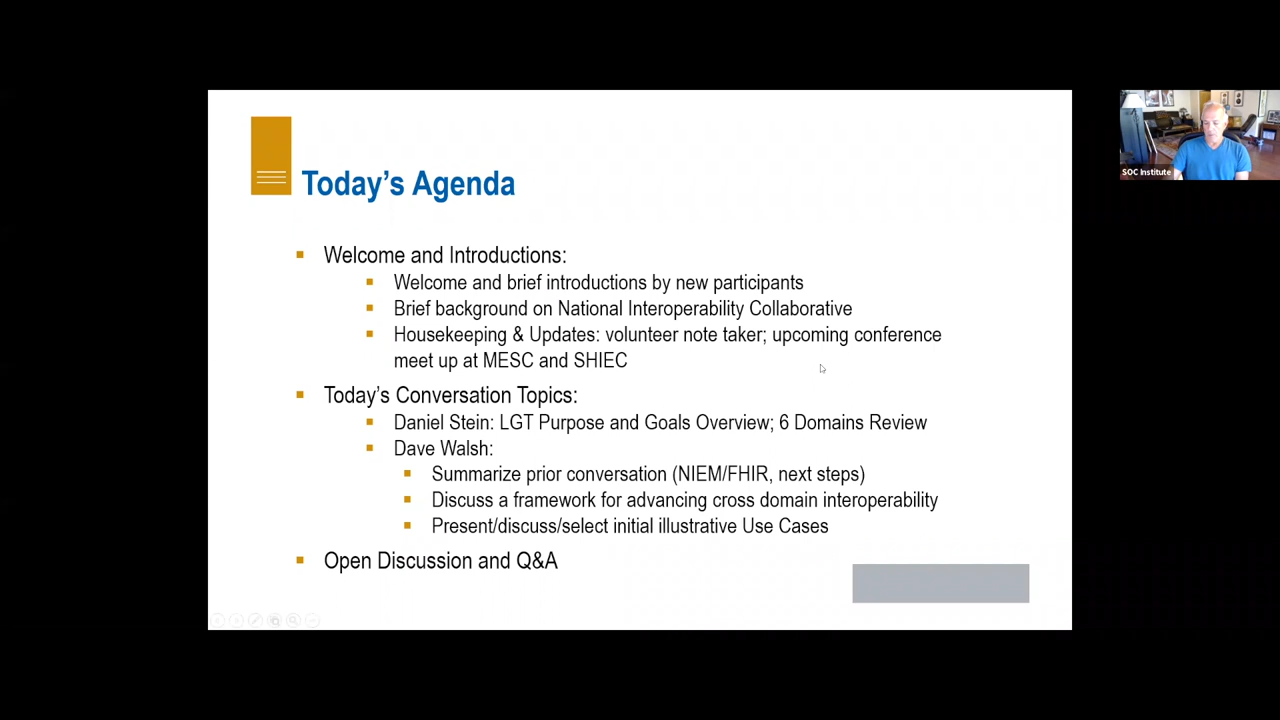 Today's Agenda
Welcome and Introductions:
Welcome and brief introductions by new participants
Brief background on National Interoperability Collaborative
Housekeeping & Updates: volunteer note taker; upcoming conference
meet up at MESC and SHIEC
Today's Conversation Topics:
Daniel Stein: LGT Purpose and Goals Overview; 6 Domains Review
Dave Walsh:
Summarize prior conversation (NIEM/FHIR, next steps)
Discuss a framework for advancing cross domain interoperability
Present/discuss/select initial illustrative Use Cases
Open Discussion and Q&A
SOC Institute